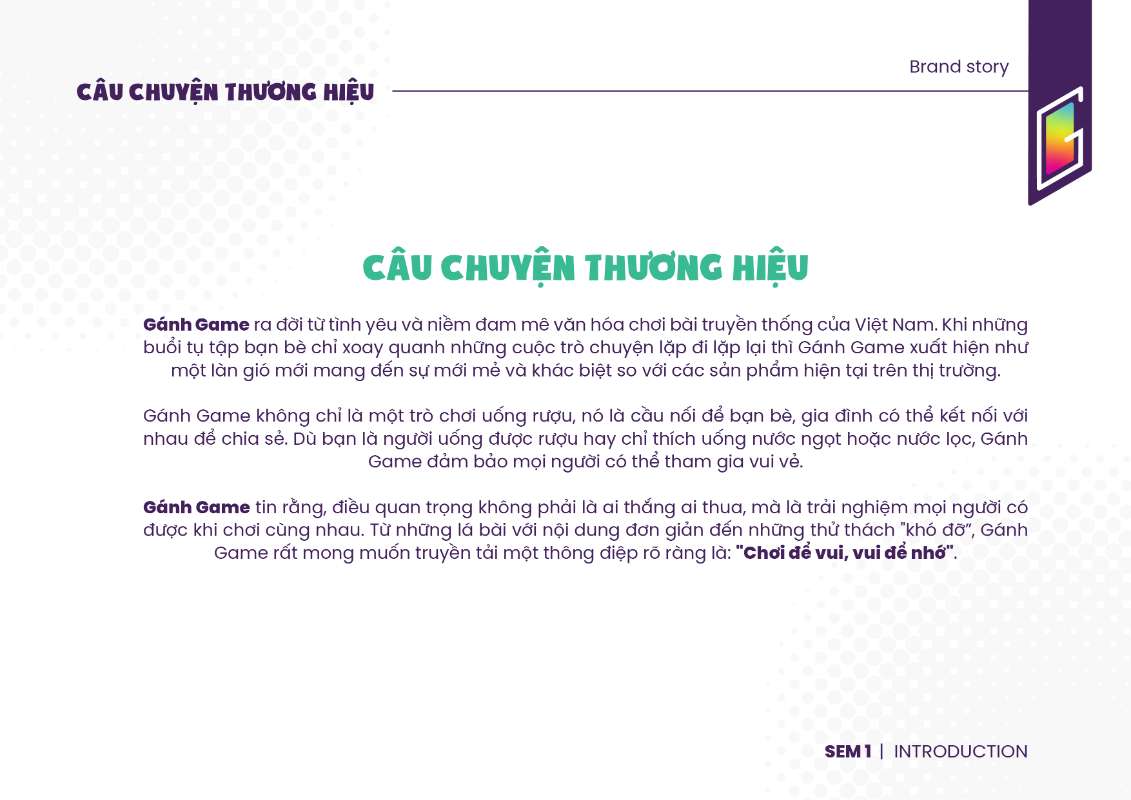 Brand story
CÂU CHUYỆN THƯƠNG HIỆU
CÂU CHUYỆN THƯƠNG HIỆU
Gánh Game ra đời từ tình yêu và niềm đam mê văn hóa chơi bài truyền thống của Việt Nam. Khi những
buổi tụ tập bạn bè chỉ xoay quanh những cuộc trò chuyện lặp đi lặp lại thì Gánh Game xuất hiện như
một làn gió mới mang đến sự mới mẻ và khác biệt so với các sản phẩm hiện tại trên thị trường.
Gánh Game không chỉ là một trò chơi uống rượu, nó là cầu nối để bạn bè, gia đình có thể kết nối với
nhau để chia sẻ. Dù bạn là người uống được rượu hay chỉ thích uống nước ngọt hoặc nước lọc, Gánh
Game đảm bảo mọi người có thể tham gia vui vẻ.
Gánh Game tin rằng, điều quan trọng không phải là ai thắng ai thua, mà là trải nghiệm mọi người có
được khi chơi cùng nhau. Từ những lá bài với nội dung đơn giản đến những thử thách "khó đỡ”, Gánh
Game rất mong muốn truyền tải một thông điệp rõ ràng là: "Chơi để vui, vui để nhớ".
SEM 1 | INTRODUCTION